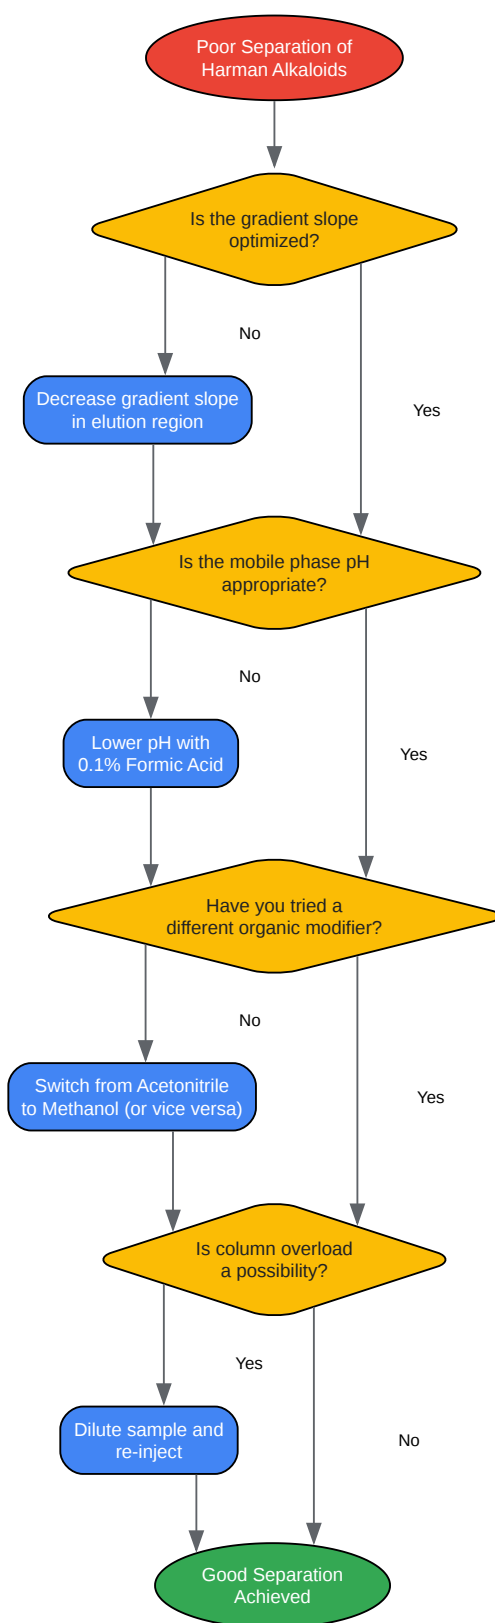 Poor Separation of
Harman Alkaloids
Is the gradient slope
optimized?
No
Decrease gradient slope
in elution region
Yes
Is the mobile phase pH
appropriate?
No
Lower pH with
0.1% Formic Acid
Yes
Have you tried a
different organic modifier?
No
Switch from Acetonitrile
to Methanol (or vice versa)
Yes
Is column overload
a possibility?
Yes
Dilute sample and
re-inject
No
Good Separation
Achieved